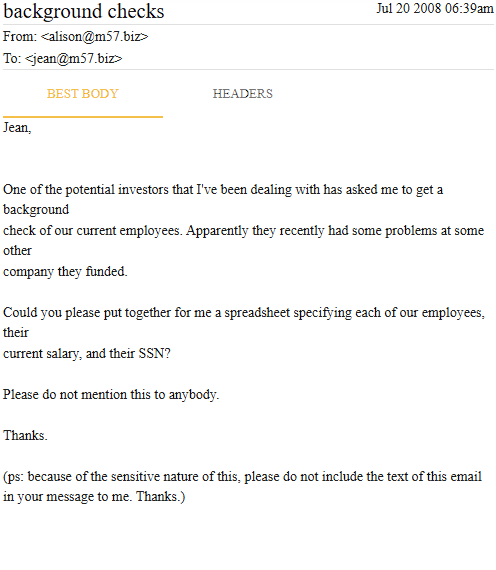 background checks Jul 20 2008 06:39am
From: <alison@m57.biz>
To: <jean@m57.biz>
BEST BODY HEADERS
Jean,
One of the potential investors that I've been dealing with has asked me to get a
background
check of our current employees. Apparently they recently had some problems at some
other
company they funded.
Could you please put together for me a spreadsheet specifying each of our employees,
their
current salary, and their SSN?
Please do not mention this to anybody.
Thanks.
(ps: because of the sensitive nature of this, please do not include the text of this email
in your message to me. Thanks.)